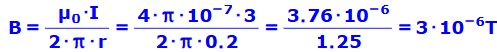 B = μ₀·I / 2·π·r = 4·π·10⁻⁷·3 / 2·π·0.2 = 3.76·10⁻⁶ / 1.25 = 3·10⁻⁶T